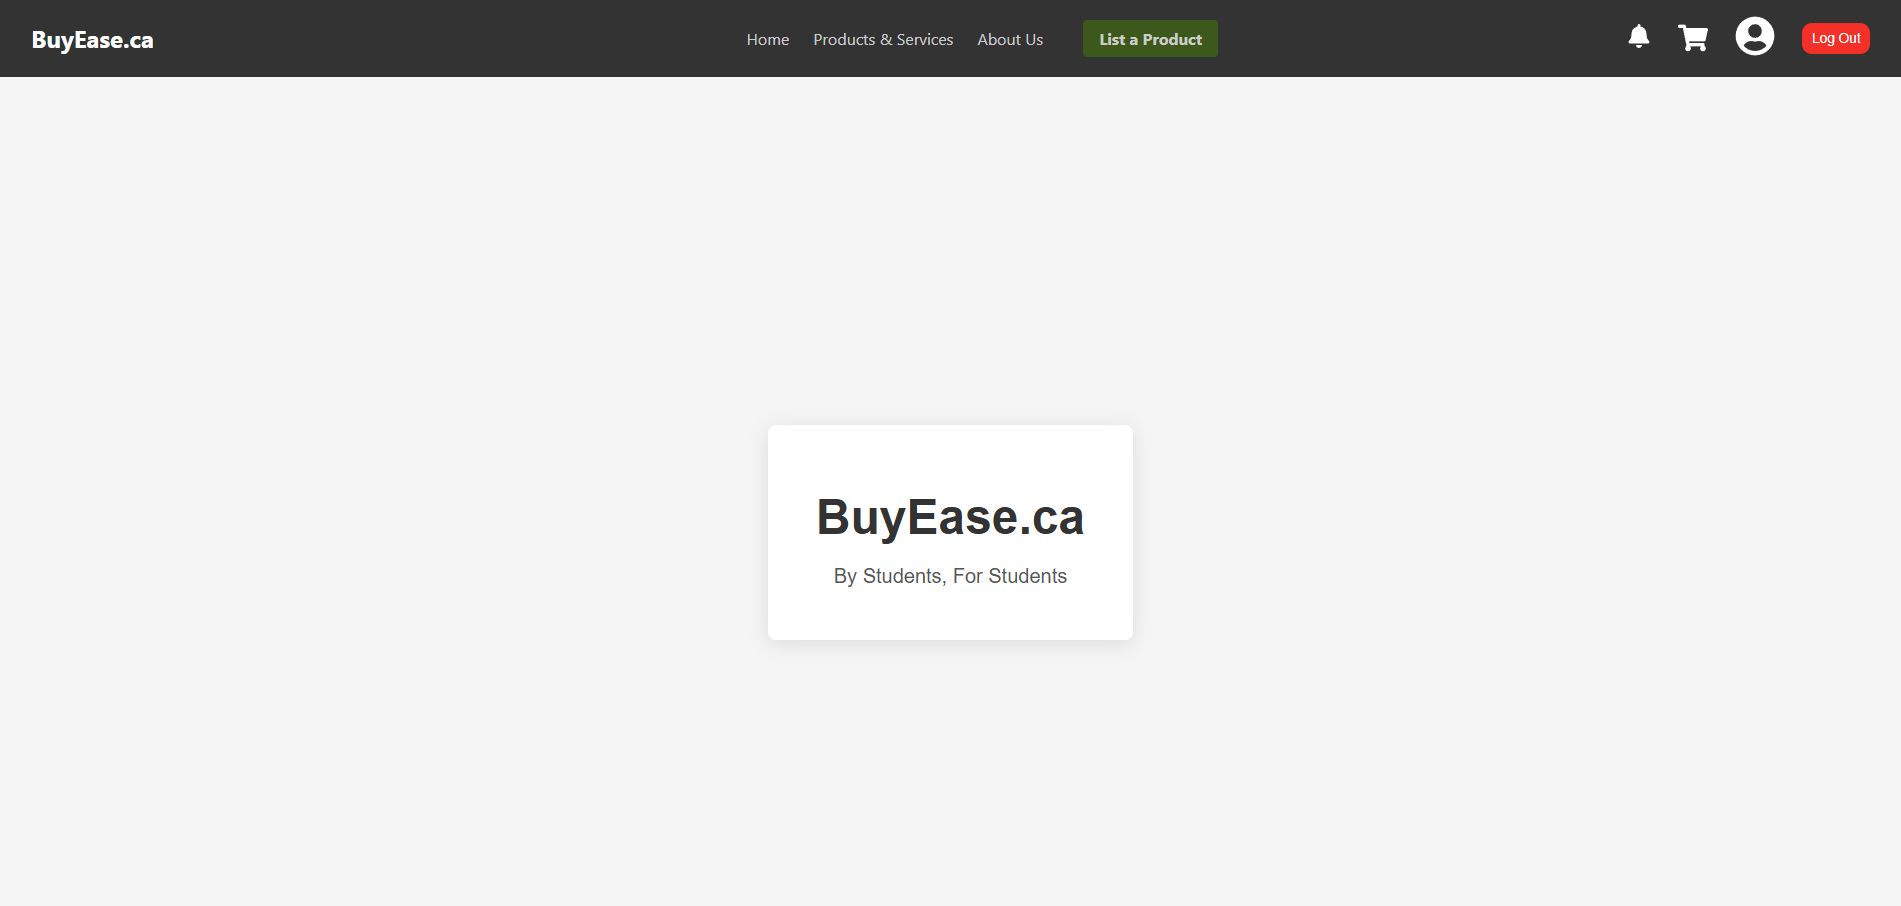 BuyEase.ca
Home Products & Services About Us List a Product
Log Out
BuyEase.ca
By Students, For Students